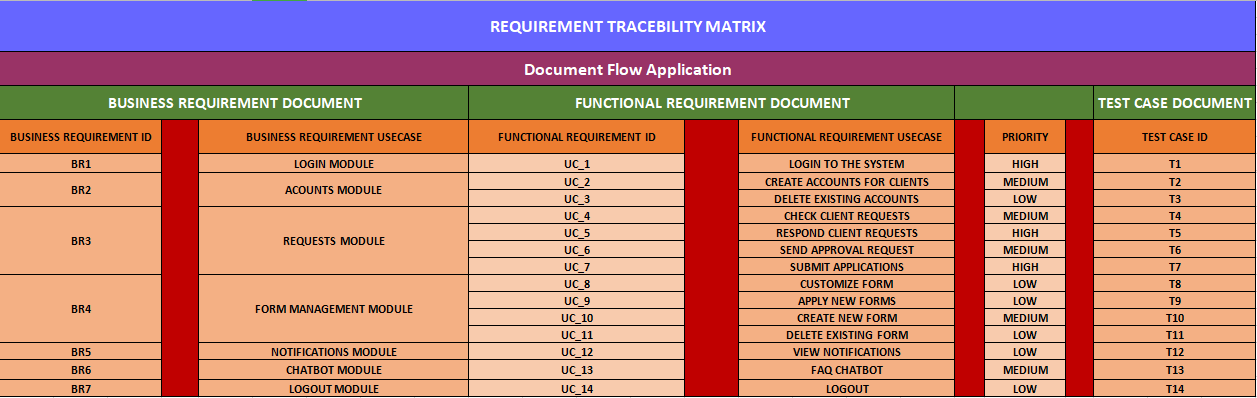 REQUIREMENT TRACEBILITY MATRIX
Document Flow Application
BUSINESS REQUIREMENT DOCUMENT FUNCTIONAL REQUIREMENT DOCUMENT TEST CASE DOCUMENT
BUSINESS REQUIREMENT ID BUSINESS REQUIREMENT USECASE FUNCTIONAL REQUIREMENT ID FUNCTIONAL REQUIREMENT USECASE PRIORITY TEST CASE ID
BR1 LOGIN MODULE UC_1 LOGIN TO THE SYSTEM HIGH T1
BR2 ACOUNTS MODULE UC_2 CREATE ACCOUNTS FOR CLIENTS MEDIUM T2
UC_3 DELETE EXISTING ACCOUNTS LOW T3
BR3 REQUESTS MODULE UC_4 CHECK CLIENT REQUESTS MEDIUM T4
UC_5 RESPOND CLIENT REQUESTS HIGH T5
UC_6 SEND APPROVAL REQUEST MEDIUM T6
UC_7 SUBMIT APPLICATIONS HIGH T7
BR4 FORM MANAGEMENT MODULE UC_8 CUSTOMIZE FORM LOW T8
UC_9 APPLY NEW FORMS LOW T9
UC_10 CREATE NEW FORM MEDIUM T10
UC_11 DELETE EXISTING FORM LOW T11
BR5 NOTIFICATIONS MODULE UC_12 VIEW NOTIFICATIONS LOW T12
BR6 CHATBOT MODULE UC_13 FAQ CHATBOT MEDIUM T13
BR7 LOGOUT MODULE UC_14 LOGOUT LOW T14